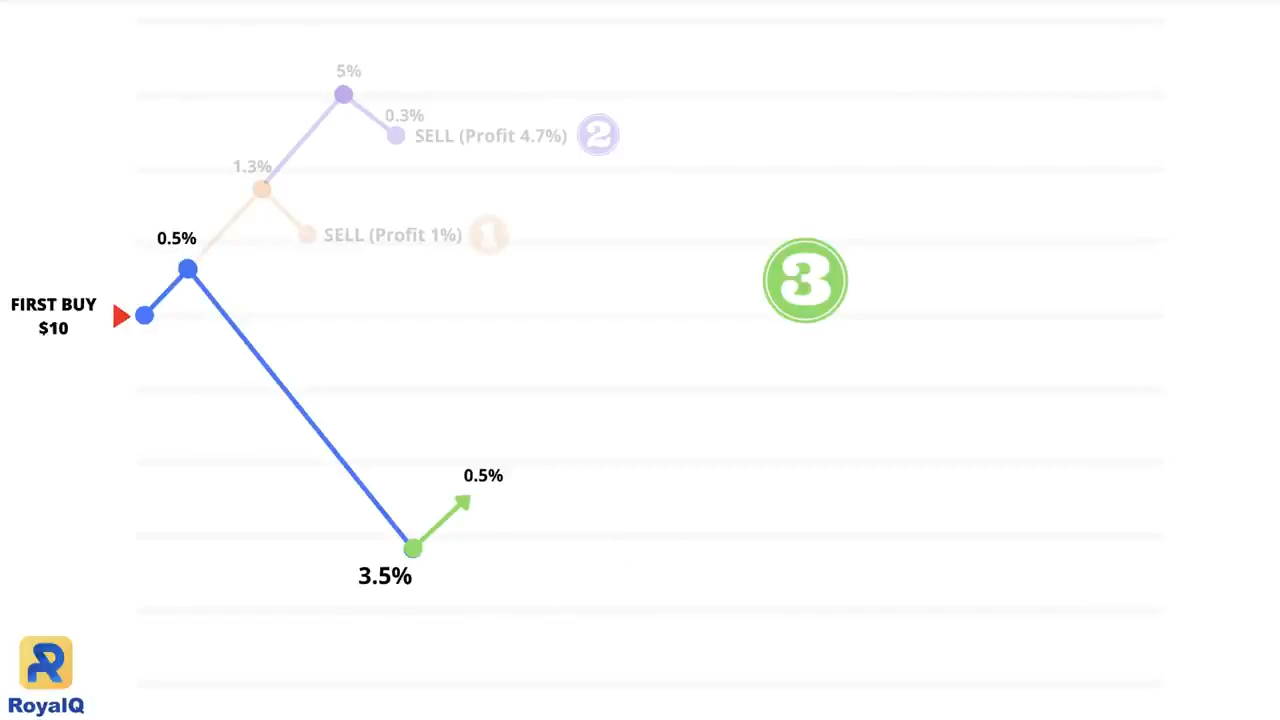 5%
0.3%
SELL (Profit 4.7%) 2
1.3%
SELL (Profit 1%) 1
0.5%
3
FIRST BUY
$10
0.5%
3.5%
R
RoyalQ